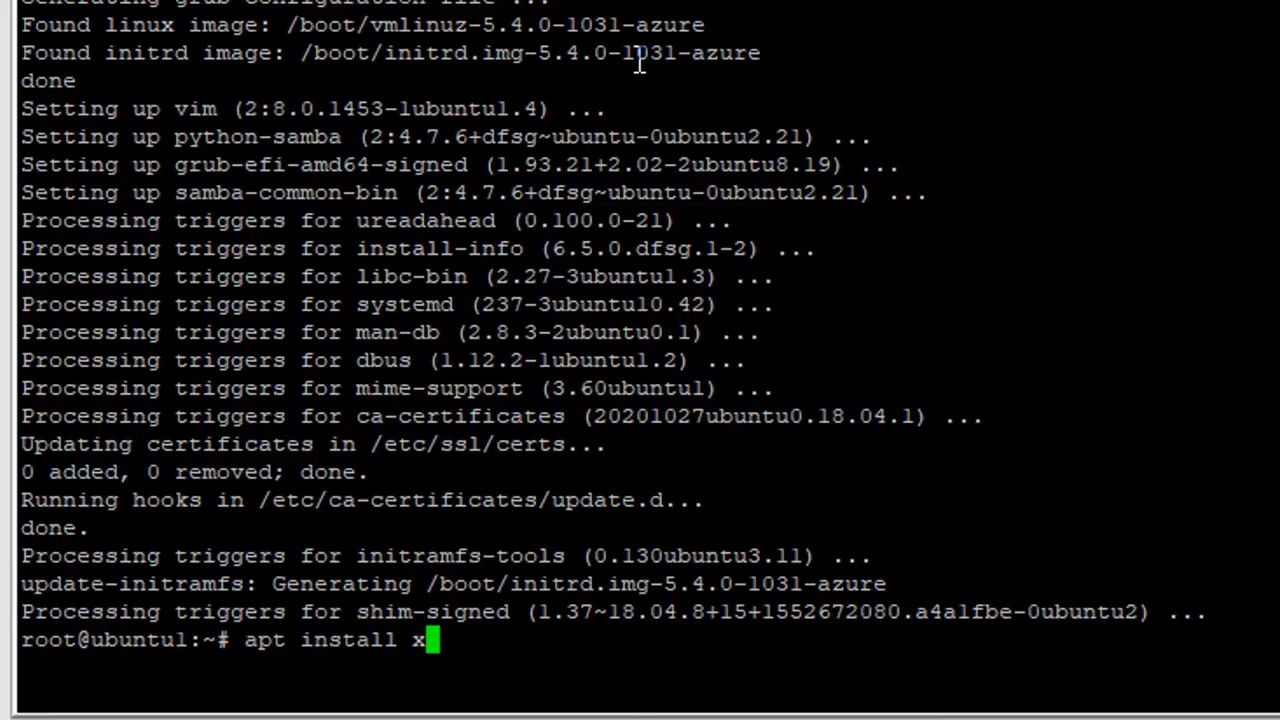 Generating grub configuration file ...
Found linux image: /boot/vmlinuz-5.4.0-1031-azure
Found initrd image: /boot/initrd.img-5.4.0-1031-azure
done
Setting up vim (2:8.0.1453-1ubuntu1.4) ...
Setting up python-samba (2:4.7.6+dfsg~ubuntu-0ubuntu2.21) ...
Setting up grub-efi-amd64-signed (1.93.21+2.02-2ubuntu8.19) ...
Setting up samba-common-bin (2:4.7.6+dfsg~ubuntu-0ubuntu2.21) ...
Processing triggers for ureadahead (0.100.0-21) ...
Processing triggers for install-info (6.5.0.dfsg.1-2) ...
Processing triggers for libc-bin (2.27-3ubuntu1.3) ...
Processing triggers for systemd (237-3ubuntu10.42) ...
Processing triggers for man-db (2.8.3-2ubuntu0.1) ...
Processing triggers for dbus (1.12.2-1ubuntu1.2) ...
Processing triggers for mime-support (3.60ubuntu1) ...
Processing triggers for ca-certificates (20201027ubuntu0.18.04.1) ...
Updating certificates in /etc/ssl/certs...
0 added, 0 removed; done.
Running hooks in /etc/ca-certificates/update.d...
done.
Processing triggers for initramfs-tools (0.130ubuntu3.11) ...
update-initramfs: Generating /boot/initrd.img-5.4.0-1031-azure
Processing triggers for shim-signed (1.37~18.04.8+15+1552672080.a4a1fbe-0ubuntu2) ...
root@ubuntu1:~# apt install x